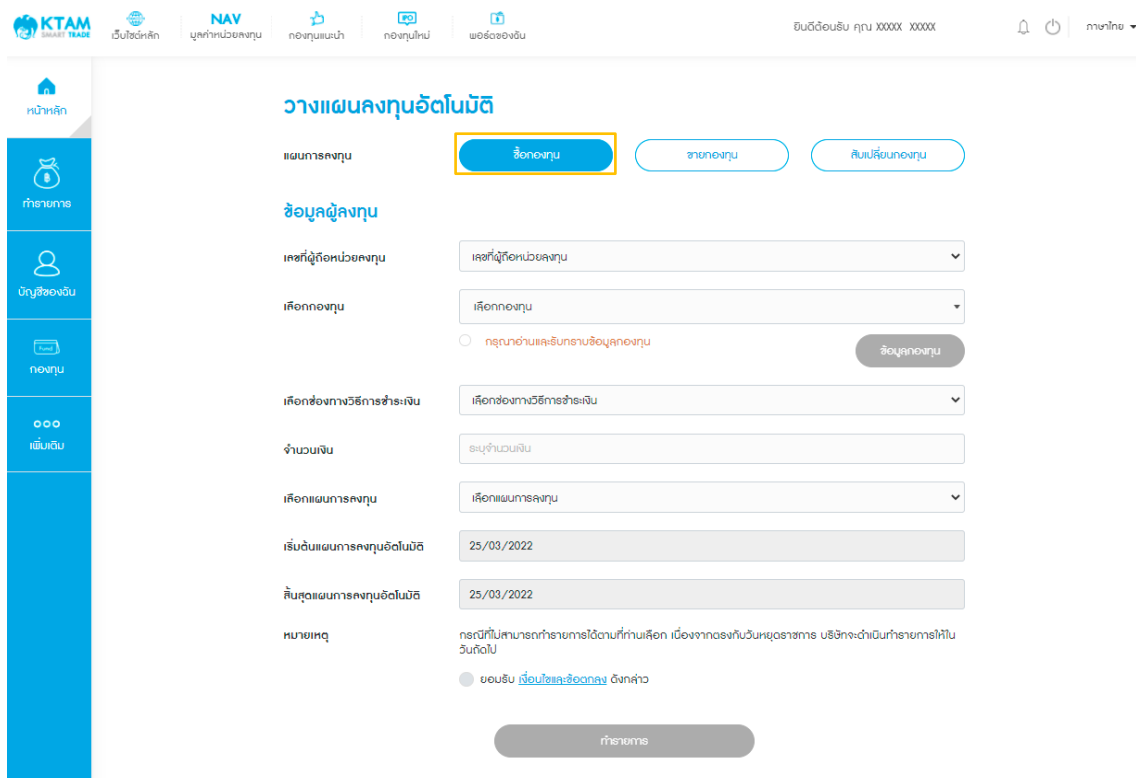 KTAM
SMART TRADE
เว็บไซต์หลัก
NAV
มูลค่าหน่วยลงทุน
กองทุนแนะนำ
IPO
กองทุนใหม่
พอร์ตของฉัน
ยินดีต้อนรับ คุณ XXXXX XXXXX
ภาษาไทย
หน้าหลัก
ทำรายการ
บัญชีของฉัน
Fund
กองทุน
เพิ่มเติม
วางแผนลงทุนอัตโนมัติ
แผนการลงทุน
ซื้อกองทุน
ขายกองทุน
สับเปลี่ยนกองทุน
ข้อมูลผู้ลงทุน
เลขที่ผู้ถือหน่วยลงทุน
เลขที่ผู้ถือหน่วยลงทุน
เลือกกองทุน
เลือกกองทุน
กรุณาอ่านและรับทราบข้อมูลกองทุน
ข้อมูลกองทุน
เลือกช่องทางวิธีการชำระเงิน
เลือกช่องทางวิธีการชำระเงิน
จำนวนเงิน
ระบุจำนวนเงิน
เลือกแผนการลงทุน
เลือกแผนการลงทุน
เริ่มต้นแผนการลงทุนอัตโนมัติ
25/03/2022
สิ้นสุดแผนการลงทุนอัตโนมัติ
25/03/2022
หมายเหตุ
กรณีที่ไม่สามารถทำรายการได้ตามที่ท่านเลือก เนื่องจากตรงกับวันหยุดราชการ บริษัทจะดำเนินทำรายการให้ใน
วันถัดไป
ยอมรับ เงื่อนไขและข้อตกลง ดังกล่าว
ทำรายการ